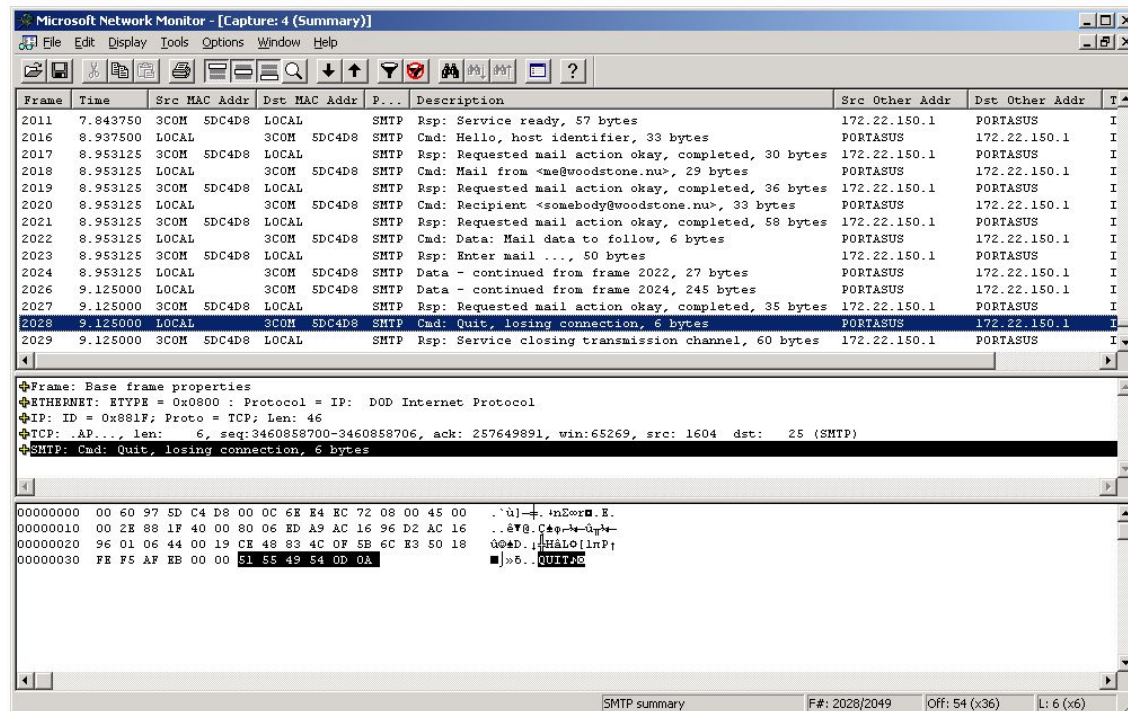 Microsoft Network Monitor - [Capture: 4 (Summary)]
File Edit Display Tools Options Window Help
Frame Time Src MAC Addr Dst MAC Addr P... Description Src Other Addr Dst Other Addr T
2011 7.843750 3COM 5DC4D8 LOCAL SMTP Rsp: Service ready, 57 bytes 172.22.150.1 PORTASUS I
2016 8.937500 LOCAL 3COM 5DC4D8 SMTP Cmd: Hello, host identifier, 33 bytes PORTASUS 172.22.150.1 I
2017 8.953125 3COM 5DC4D8 LOCAL SMTP Rsp: Requested mail action okay, completed, 30 bytes 172.22.150.1 PORTASUS I
2018 8.953125 LOCAL 3COM 5DC4D8 SMTP Cmd: Mail from <me@woodstone.nu>, 29 bytes PORTASUS 172.22.150.1 I
2019 8.953125 3COM 5DC4D8 LOCAL SMTP Rsp: Requested mail action okay, completed, 36 bytes 172.22.150.1 PORTASUS I
2020 8.953125 LOCAL 3COM 5DC4D8 SMTP Cmd: Recipient <somebody@woodstone.nu>, 33 bytes PORTASUS 172.22.150.1 I
2021 8.953125 3COM 5DC4D8 LOCAL SMTP Rsp: Requested mail action okay, completed, 58 bytes 172.22.150.1 PORTASUS I
2022 8.953125 LOCAL 3COM 5DC4D8 SMTP Cmd: Data: Mail data to follow, 6 bytes PORTASUS 172.22.150.1 I
2023 8.953125 3COM 5DC4D8 LOCAL SMTP Rsp: Enter mail ..., 50 bytes 172.22.150.1 PORTASUS I
2024 8.953125 LOCAL 3COM 5DC4D8 SMTP Data - continued from frame 2022, 27 bytes PORTASUS 172.22.150.1 I
2026 9.125000 LOCAL 3COM 5DC4D8 SMTP Data - continued from frame 2024, 245 bytes PORTASUS 172.22.150.1 I
2027 9.125000 3COM 5DC4D8 LOCAL SMTP Rsp: Requested mail action okay, completed, 35 bytes 172.22.150.1 PORTASUS I
2028 9.125000 LOCAL 3COM 5DC4D8 SMTP Cmd: Quit, losing connection, 6 bytes PORTASUS 172.22.150.1 I
2029 9.125000 3COM 5DC4D8 LOCAL SMTP Rsp: Service closing transmission channel, 60 bytes 172.22.150.1 PORTASUS I
Frame: Base frame properties
ETHERNET: ETYPE = 0x0800 : Protocol = IP: DOD Internet Protocol
IP: ID = 0x881F; Proto = TCP; Len: 46
TCP: .AP..., len: 6, seq:3460858700-3460858706, ack: 257649891, win:65269, src: 1604 dst: 25 (SMTP)
SMTP: Cmd: Quit, losing connection, 6 bytes
00000000 00 60 97 5D C4 D8 00 0C 6E E4 EC 72 08 00 45 00
00000010 00 2E 88 1F 40 00 80 06 ED A9 AC 16 96 D2 AC 16
00000020 96 01 06 44 00 19 CE 48 83 4C 0F 5B 6C E3 50 18
00000030 FE F5 AF EB 00 00 51 55 49 54 0D 0A QUIT
SMTP summary F#: 2028/2049 Off: 54 (x36) L: 6 (x6)